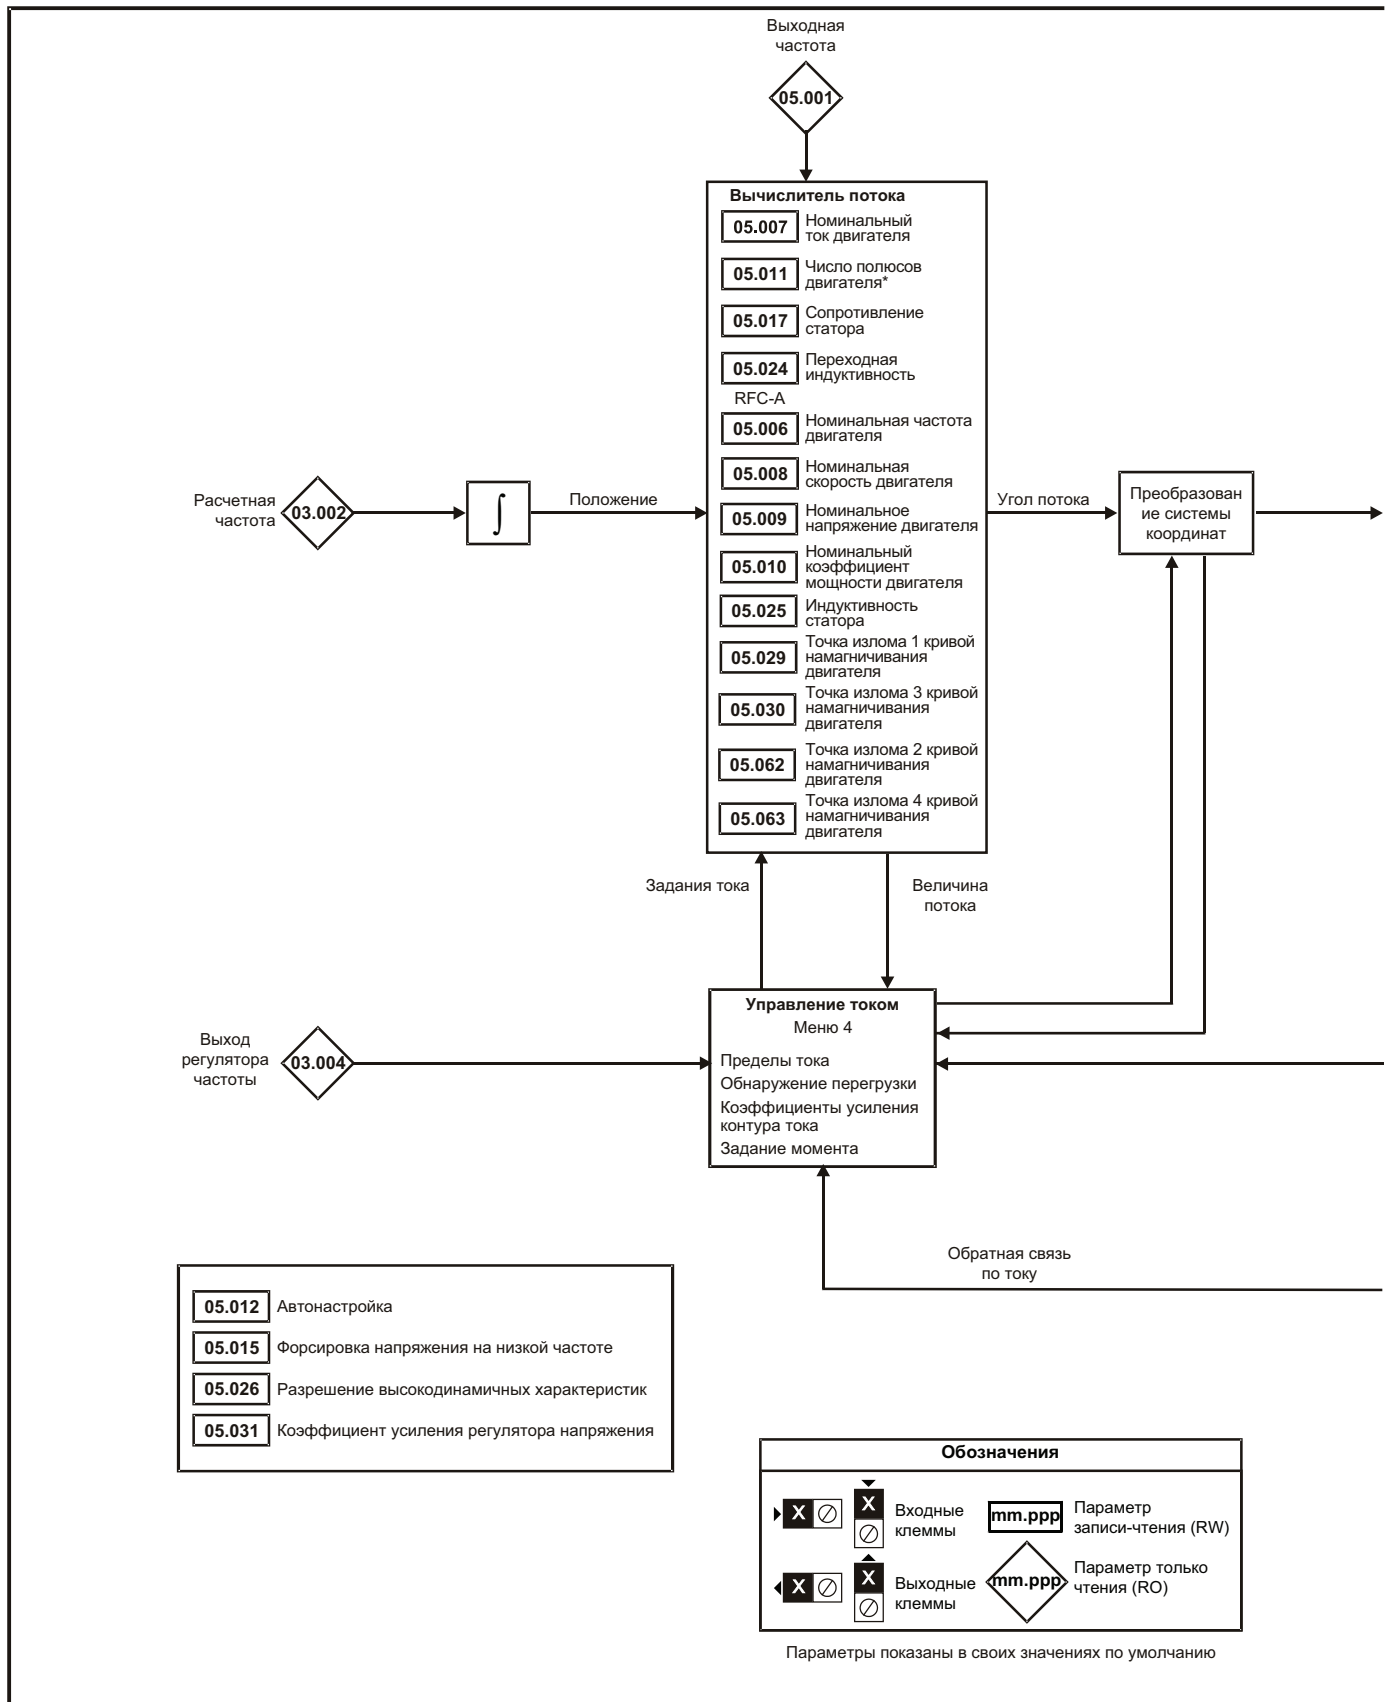 Выходная
частота
05.001
Вычислитель потока
05.007
Номинальный
ток двигателя
05.011
Число полюсов
двигателя*
05.017
Сопротивление
статора
05.024
Переходная
индуктивность
RFC-A
05.006
Номинальная частота
двигателя
05.008
Номинальная
скорость двигателя
05.009
Номинальное
напряжение двигателя
05.010
Номинальный
коэффициент
мощности двигателя
05.025
Индуктивность
статора
05.029
Точка излома 1 кривой
намагничивания
двигателя
05.030
Точка излома 3 кривой
намагничивания
двигателя
05.062
Точка излома 2 кривой
намагничивания
двигателя
05.063
Точка излома 4 кривой
намагничивания
двигателя
Расчетная
частота
03.002
∫
Положение
Угол потока
Преобразован
ие системы
координат
Задания тока
Величина
потока
Управление током
Меню 4
Пределы тока
Обнаружение перегрузки
Коэффициенты усиления
контура тока
Задание момента
Выход
регулятора
частоты
03.004
Обратная связь
по току
05.012 Автонастройка
05.015 Форсировка напряжения на низкой частоте
05.026 Разрешение высокодинамичных характеристик
05.031 Коэффициент усиления регулятора напряжения
Обозначения
X
X
Входные
клеммы
mm.ppp
Параметр
записи-чтения (RW)
X
X
Выходные
клеммы
mm.ppp
Параметр только
чтения (RO)
Параметры показаны в своих значениях по умолчанию